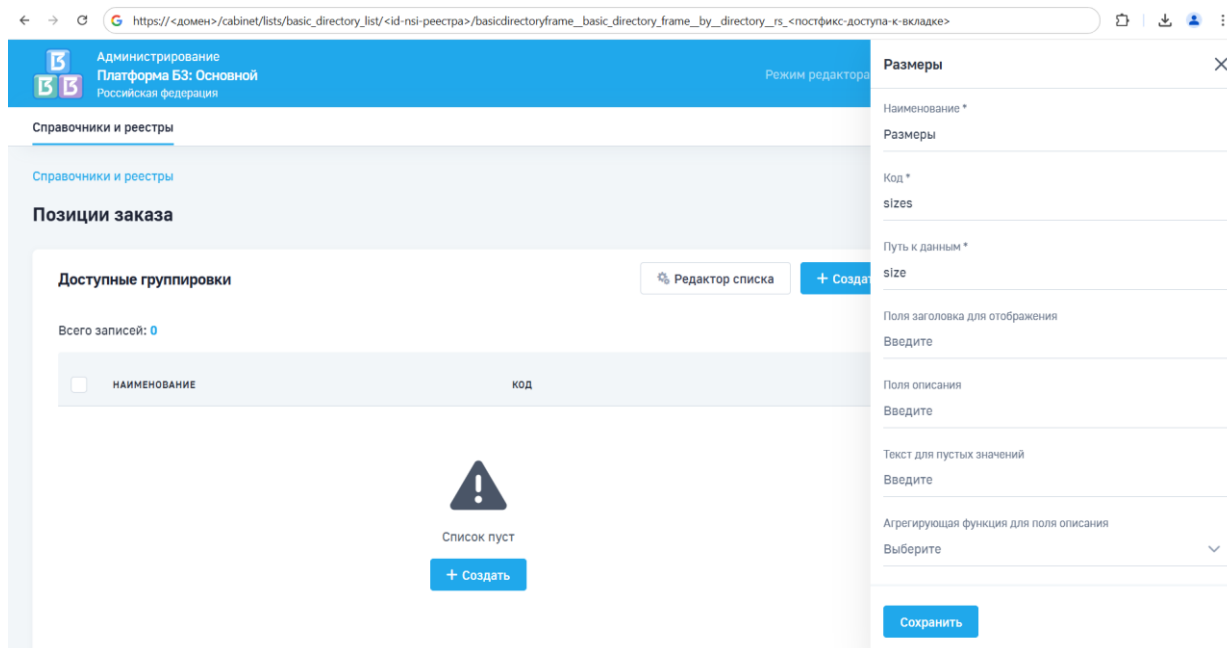 https://<домен>/cabinet/lists/basic_directory_list/<id-nsi-реестра>/basicdirectoryframe__basic_directory_frame__by__directory__rs_<постфикс-доступа-к-вкладке>
Администрирование
Платформа Б3: Основной
Российская федерация
Режим редактора
Справочники и реестры
Справочники и реестры
Позиции заказа
Доступные группировки
Редактор списка
+ Создат
Всего записей: 0
НАИМЕНОВАНИЕ
КОД
Список пуст
+ Создать
Размеры
Наименование *
Размеры
Код *
sizes
Путь к данным *
size
Поля заголовка для отображения
Введите
Поля описания
Введите
Текст для пустых значений
Введите
Агрегирующая функция для поля описания
Выберите
Сохранить